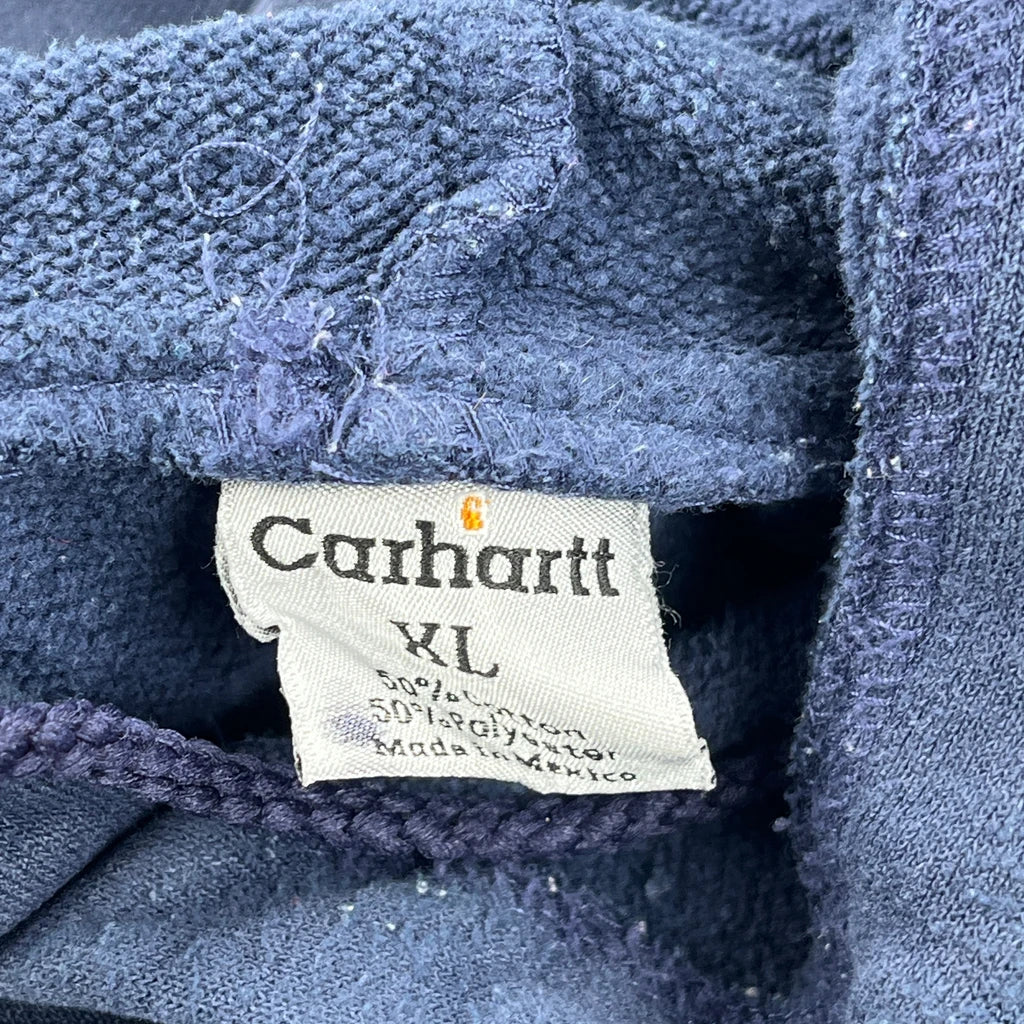 Carhartt
XL
50% Cotton
50% Polyester
Made in Mexico